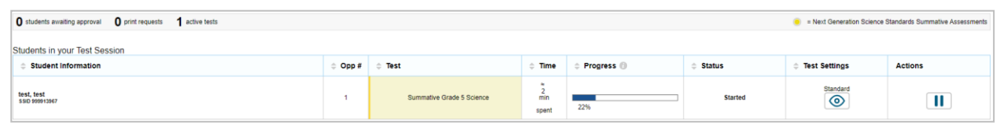 0 students awaiting approval 0 print requests 1 active tests = Next Generation Science Standards Summative Assessments
Students in your Test Session
Student Information Opp # Test Time Progress Status Test Settings Actions
test, test
SSID 999913967
1 Summative Grade 5 Science
≈
2
min
spent
22%
Started
Standard